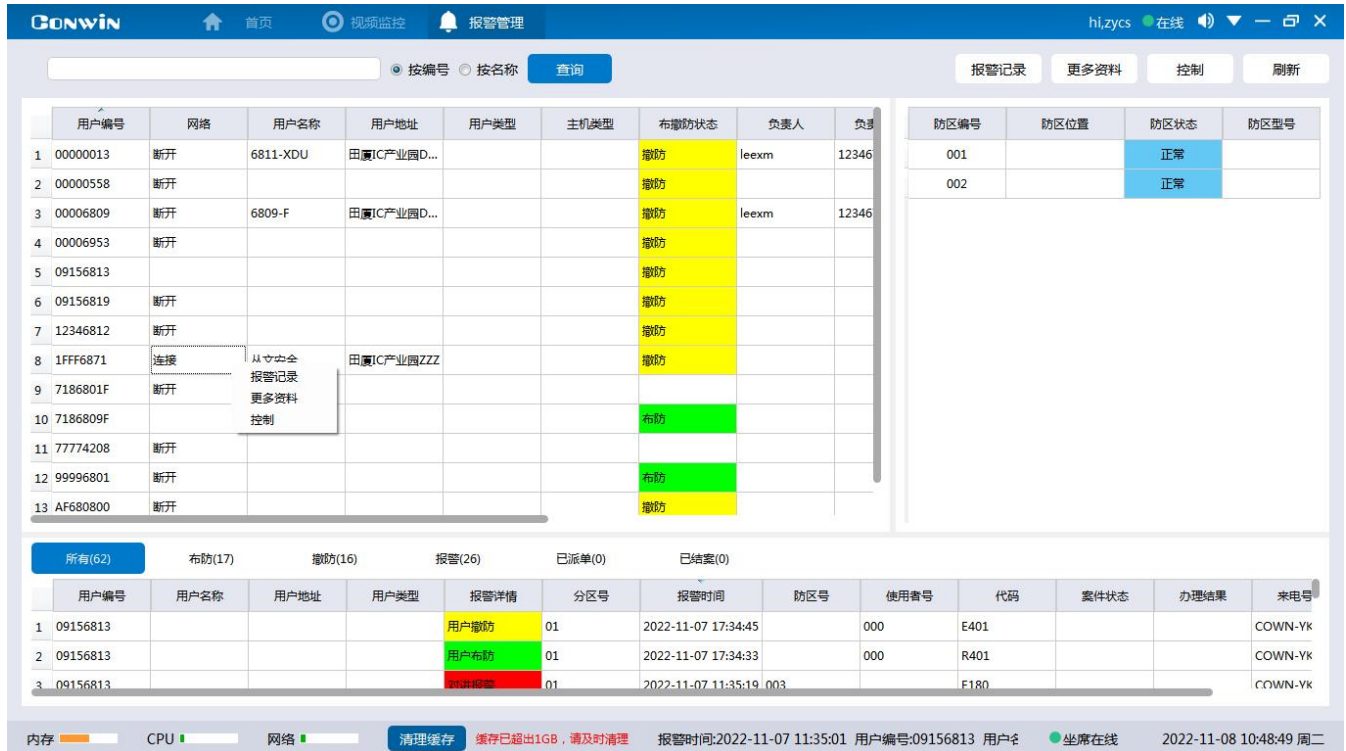 CONWIN 首页 视频监控 报警管理 hi,zycs 在线
按编号 按名称 查询 报警记录 更多资料 控制 刷新
用户编号 网络 用户名称 用户地址 用户类型 主机类型 布撤防状态 负责人 防区编号 防区位置 防区状态 防区型号
1 00000013 断开 6811-XDU 田厦IC产业园D... 撤防 leexm 12346 001 正常
2 00000558 断开 撤防 002 正常
3 00006809 断开 6809-F 田厦IC产业园D... 撤防 leexm 12346
4 00006953 断开 撤防
5 09156813 撤防
6 09156819 断开 撤防
7 12346812 断开 撤防
8 1FFF6871 连接 从文安全 田厦IC产业园ZZZ 撤防
报警记录
9 7186801F 断开
更多资料
10 7186809F 控制 布防
11 77774208 断开
12 99996801 断开 布防
13 AF680800 断开 撤防
所有(62) 布防(17) 撤防(16) 报警(26) 已派单(0) 已结案(0)
用户编号 用户名称 用户地址 用户类型 报警详情 分区号 报警时间 防区号 使用者号 代码 案件状态 办理结果 来电号
1 09156813 用户撤防 01 2022-11-07 17:34:45 000 E401 COWN-YK
2 09156813 用户布防 01 2022-11-07 17:34:33 000 R401 COWN-YK
3 09156813 01 2022-11-07 11:35:19 003 E180 COWN-YK
内存 CPU 网络 清理缓存 缓存已超出1GB，请及时清理 报警时间:2022-11-07 11:35:01 用户编号:09156813 用户名 坐席在线 2022-11-08 10:48:49 周二